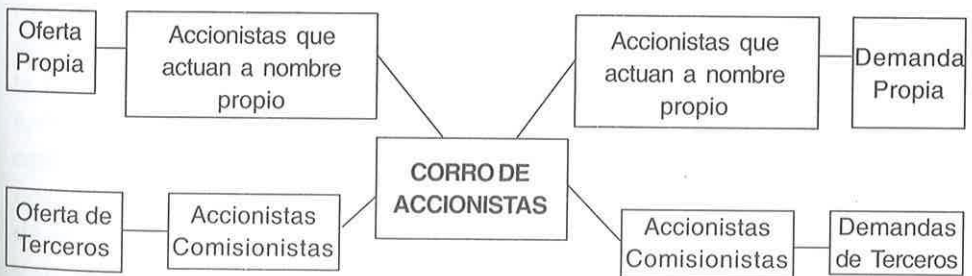 Oferta
Propia
Accionistas que
actuan a nombre
propio
Accionistas que
actuan a nombre
propio
Demanda
Propia
CORRO DE
ACCIONISTAS
Oferta de
Terceros
Accionistas
Comisionistas
Accionistas
Comisionistas
Demandas
de Terceros